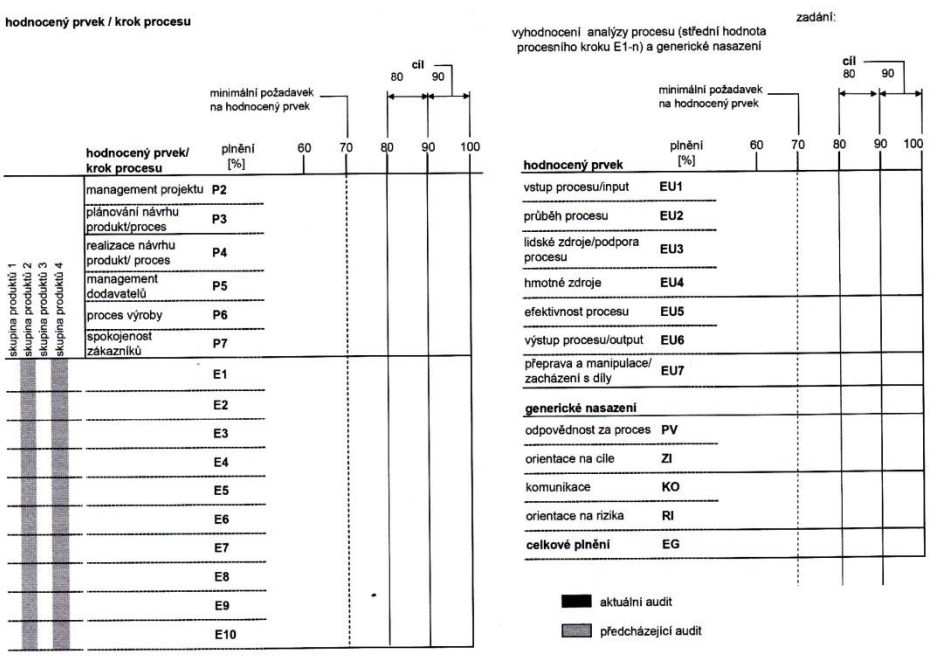 hodnocený prvek / krok procesu
cíl
80 90
minimální požadavek
na hodnocený prvek
hodnocený prvek/
krok procesu
plnění
[%]
60 70 80 90 100
skupina produktů 1
skupina produktů 2
skupina produktů 3
skupina produktů 4
management projektu P2
plánování návrhu
produkt/proces
P3
realizace návrhu
produkt/ proces
P4
management
dodavatelů
P5
proces výroby P6
spokojenost
zákazníků
P7
E1
E2
E3
E4
E5
E6
E7
E8
E9
E10
zadání:
vyhodnocení analýzy procesu (střední hodnota
procesního kroku E1-n) a generické nasazení
cíl
80 90
minimální požadavek
na hodnocený prvek
hodnocený prvek
plnění
[%]
60 70 80 90 100
vstup procesu/input EU1
průběh procesu EU2
lidské zdroje/podpora
procesu
EU3
hmotné zdroje EU4
efektivnost procesu EU5
výstup procesu/output EU6
přeprava a manipulace/
zacházení s díly
EU7
generické nasazení
odpovědnost za proces PV
orientace na cíle ZI
komunikace KO
orientace na rizika RI
celkové plnění EG
aktuální audit
předcházející audit